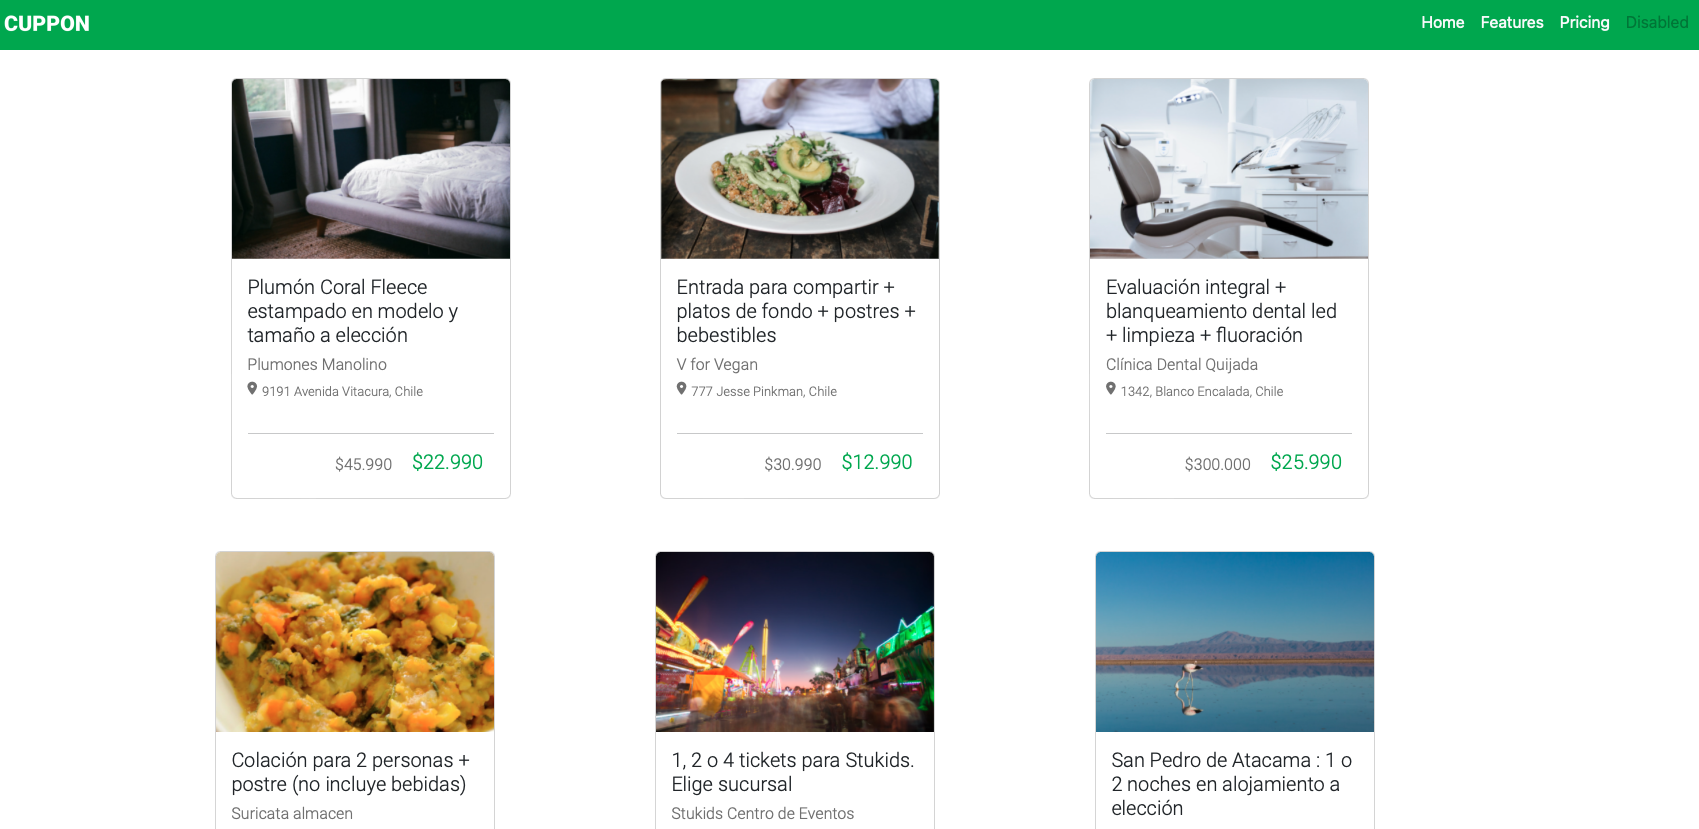 CUPPON
Home Features Pricing Disabled
Plumón Coral Fleece
estampado en modelo y
tamaño a elección
Plumones Manolino
9191 Avenida Vitacura, Chile
$45.990 $22.990
Entrada para compartir +
platos de fondo + postres +
bebestibles
V for Vegan
777 Jesse Pinkman, Chile
$30.990 $12.990
Evaluación integral +
blanqueamiento dental led
+ limpieza + fluoración
Clínica Dental Quijada
1342, Blanco Encalada, Chile
$300.000 $25.990
Colación para 2 personas +
postre (no incluye bebidas)
Suricata almacen
1, 2 o 4 tickets para Stukids.
Elige sucursal
Stukids Centro de Eventos
San Pedro de Atacama : 1 o
2 noches en alojamiento a
elección